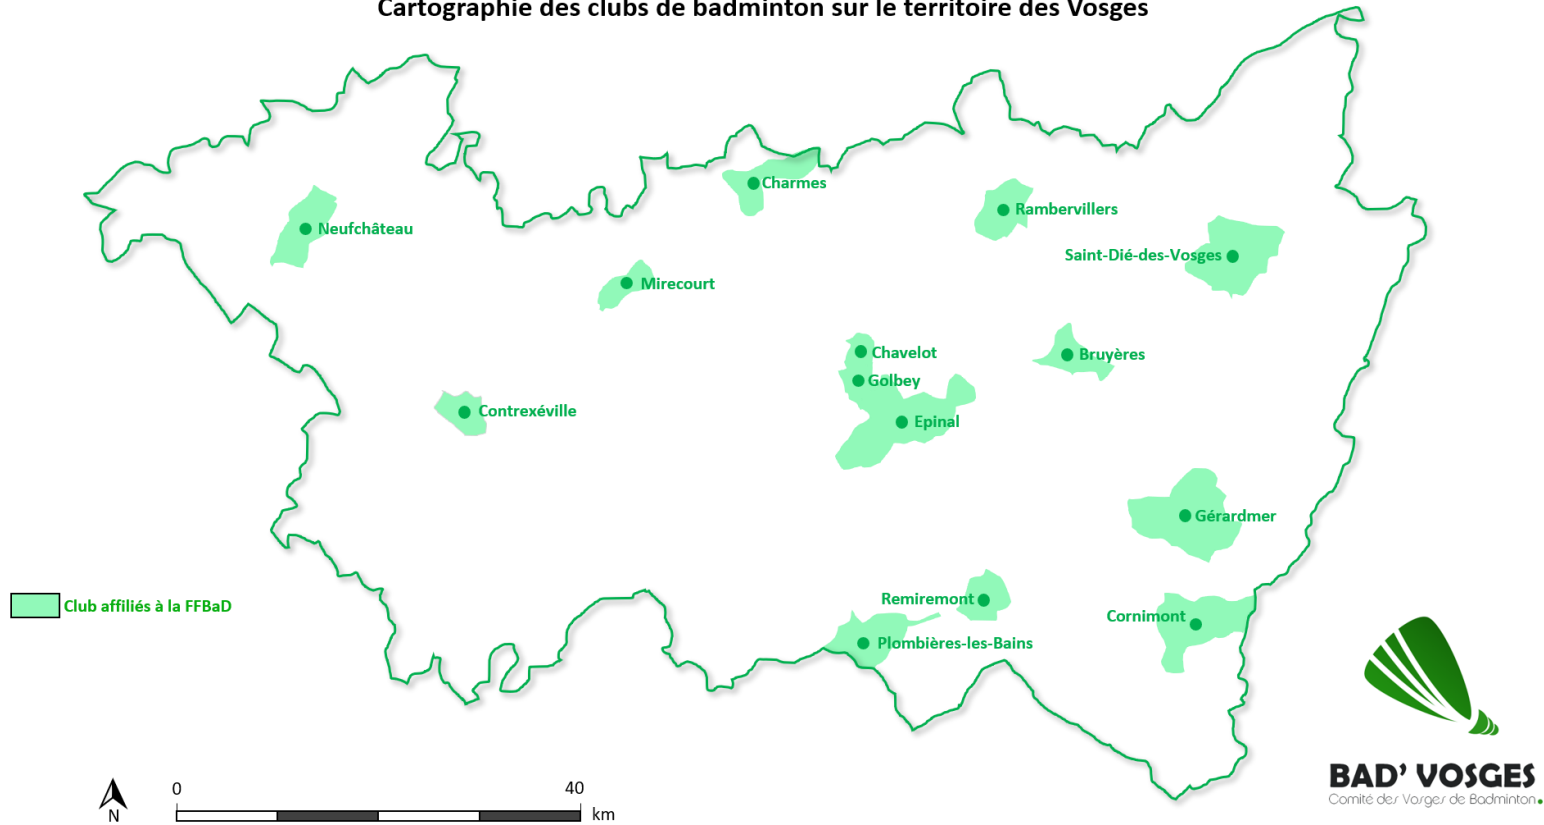 Cartographie des clubs de badminton sur le territoire des Vosges
Charmes
Rambervillers
Neufchâteau
Saint-Dié-des-Vosges
Mirecourt
Chavelot
Bruyères
Golbey
Contrexéville
Epinal
Gérardmer
Remiremont
Club affiliés à la FFBaD
Cornimont
Plombières-les-Bains
BAD' VOSGES
Comité des Vosges de Badminton.
0
40
km
N